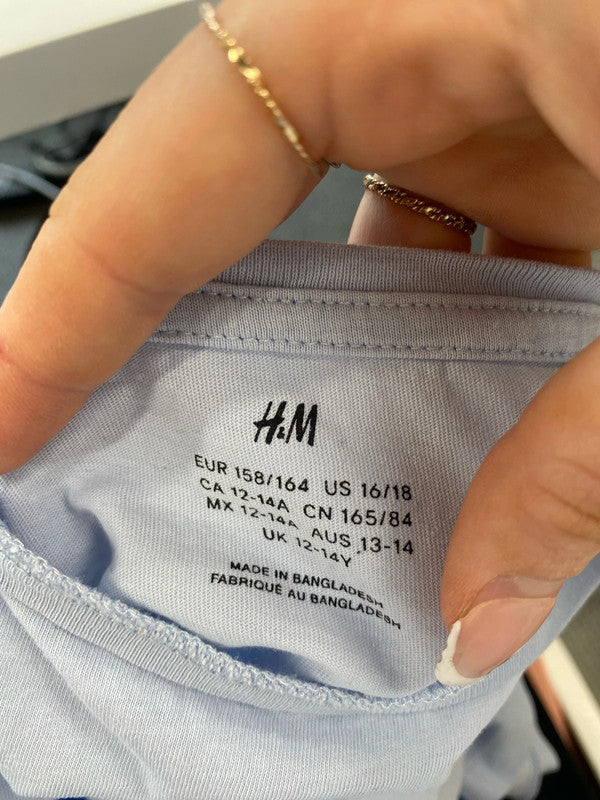 H&M
EUR 158/164 US 16/18
CA 12-14A CN 165/84
MX 12-14A AUS 13-14
UK 12-14Y
MADE IN BANGLADESH
FABRIQUÉ AU BANGLADESH